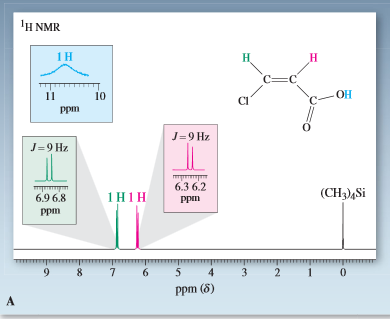 ¹H NMR
1 H
11 10
ppm
H H
C=C
Cl C OH
O
J = 9 Hz
6.9 6.8
ppm
J = 9 Hz
6.3 6.2
ppm
1 H 1 H
(CH₃)₄Si
9 8 7 6 5 4 3 2 1 0
ppm (δ)
A